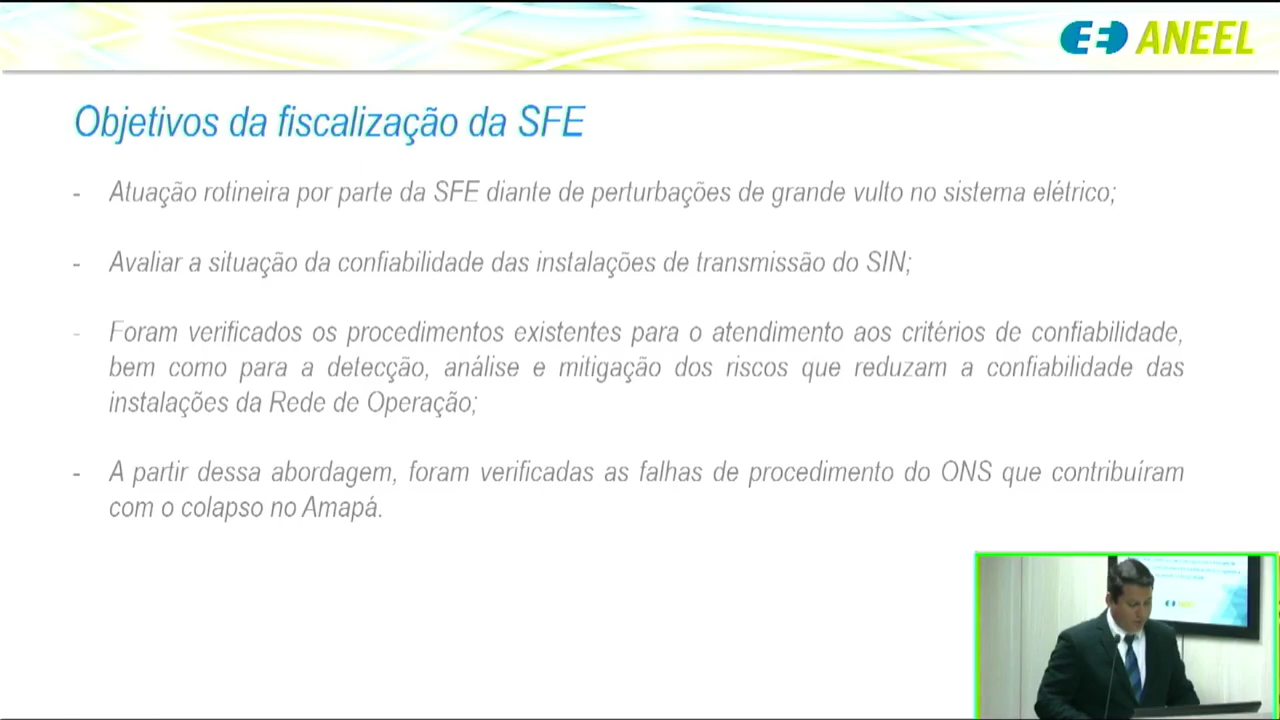 ANEEL
Objetivos da fiscalização da SFE
- Atuação rotineira por parte da SFE diante de perturbações de grande vulto no sistema elétrico;
- Avaliar a situação da confiabilidade das instalações de transmissão do SIN;
- Foram verificados os procedimentos existentes para o atendimento aos critérios de confiabilidade,
bem como para a detecção, análise e mitigação dos riscos que reduzam a confiabilidade das
instalações da Rede de Operação;
- A partir dessa abordagem, foram verificadas as falhas de procedimento do ONS que contribuíram
com o colapso no Amapá.